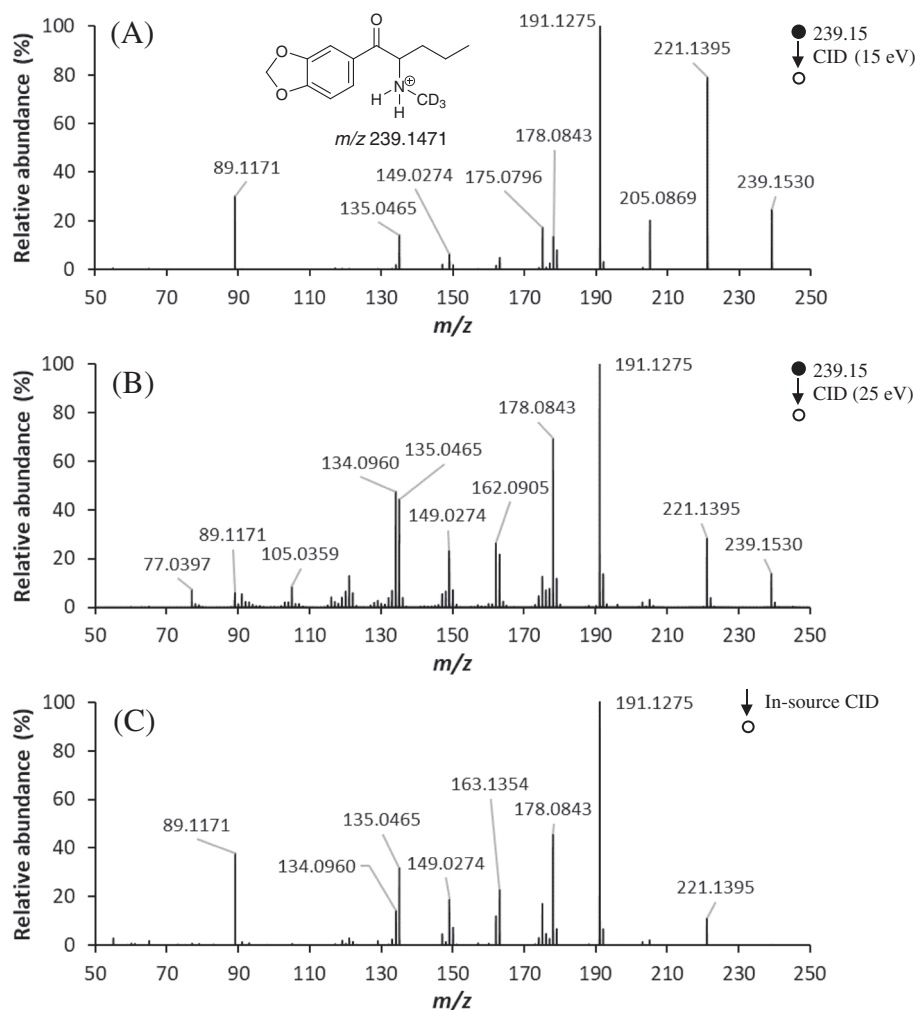 (A)
Relative abundance (%)
100
80
60
40
20
0
O
O
O
H
N
⊕
CD3
H
m/z 239.1471
191.1275
221.1395
178.0843
149.0274
175.0796
89.1171
135.0465
205.0869
239.1530
239.15
CID (15 eV)
50 70 90 110 130 150 170 190 210 230 250
m/z
(B)
Relative abundance (%)
100
80
60
40
20
0
191.1275
178.0843
135.0465
134.0960
149.0274
162.0905
221.1395
89.1171
105.0359
77.0397
239.1530
239.15
CID (25 eV)
50 70 90 110 130 150 170 190 210 230 250
m/z
(C)
Relative abundance (%)
100
80
60
40
20
0
191.1275
In-source CID
163.1354
178.0843
135.0465
89.1171
134.0960
149.0274
221.1395
50 70 90 110 130 150 170 190 210 230 250
m/z